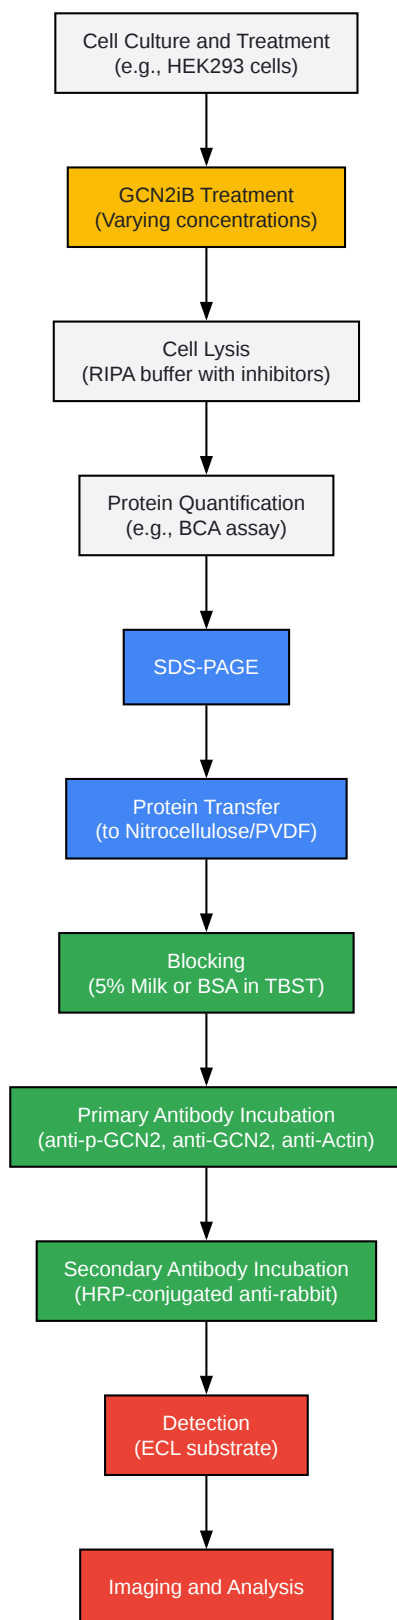 Cell Culture and Treatment
(e.g., HEK293 cells)
GCN2iB Treatment
(Varying concentrations)
Cell Lysis
(RIPA buffer with inhibitors)
Protein Quantification
(e.g., BCA assay)
SDS-PAGE
Protein Transfer
(to Nitrocellulose/PVDF)
Blocking
(5% Milk or BSA in TBST)
Primary Antibody Incubation
(anti-p-GCN2, anti-GCN2, anti-Actin)
Secondary Antibody Incubation
(HRP-conjugated anti-rabbit)
Detection
(ECL substrate)
Imaging and Analysis